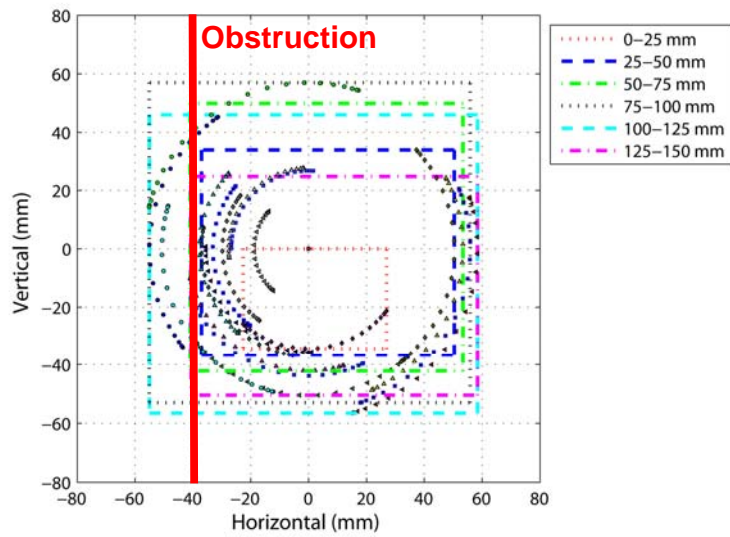 Obstruction
80
60
40
20
0
−20
−40
−60
−80
Vertical (mm)
−80 −60 −40 −20 0 20 40 60 80
Horizontal (mm)
0−25 mm
25−50 mm
50−75 mm
75−100 mm
100−125 mm
125−150 mm